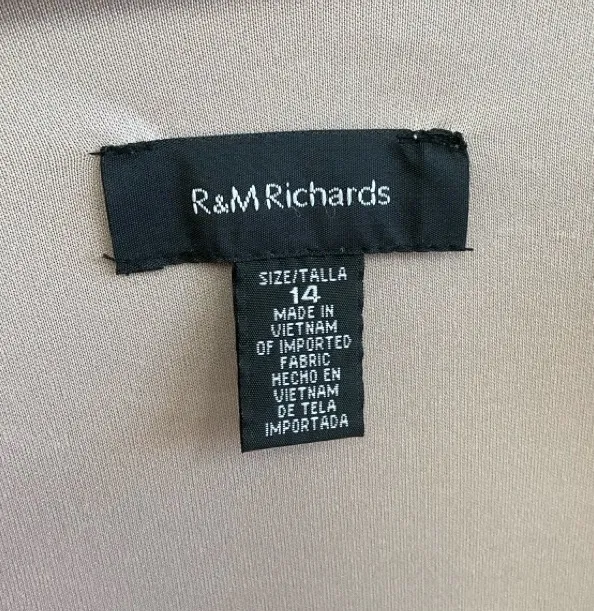 R&M Richards
SIZE/TALLA
14
MADE IN
VIETNAM
OF IMPORTED
FABRIC
HECHO EN
VIETNAM
DE TELA
IMPORTADA